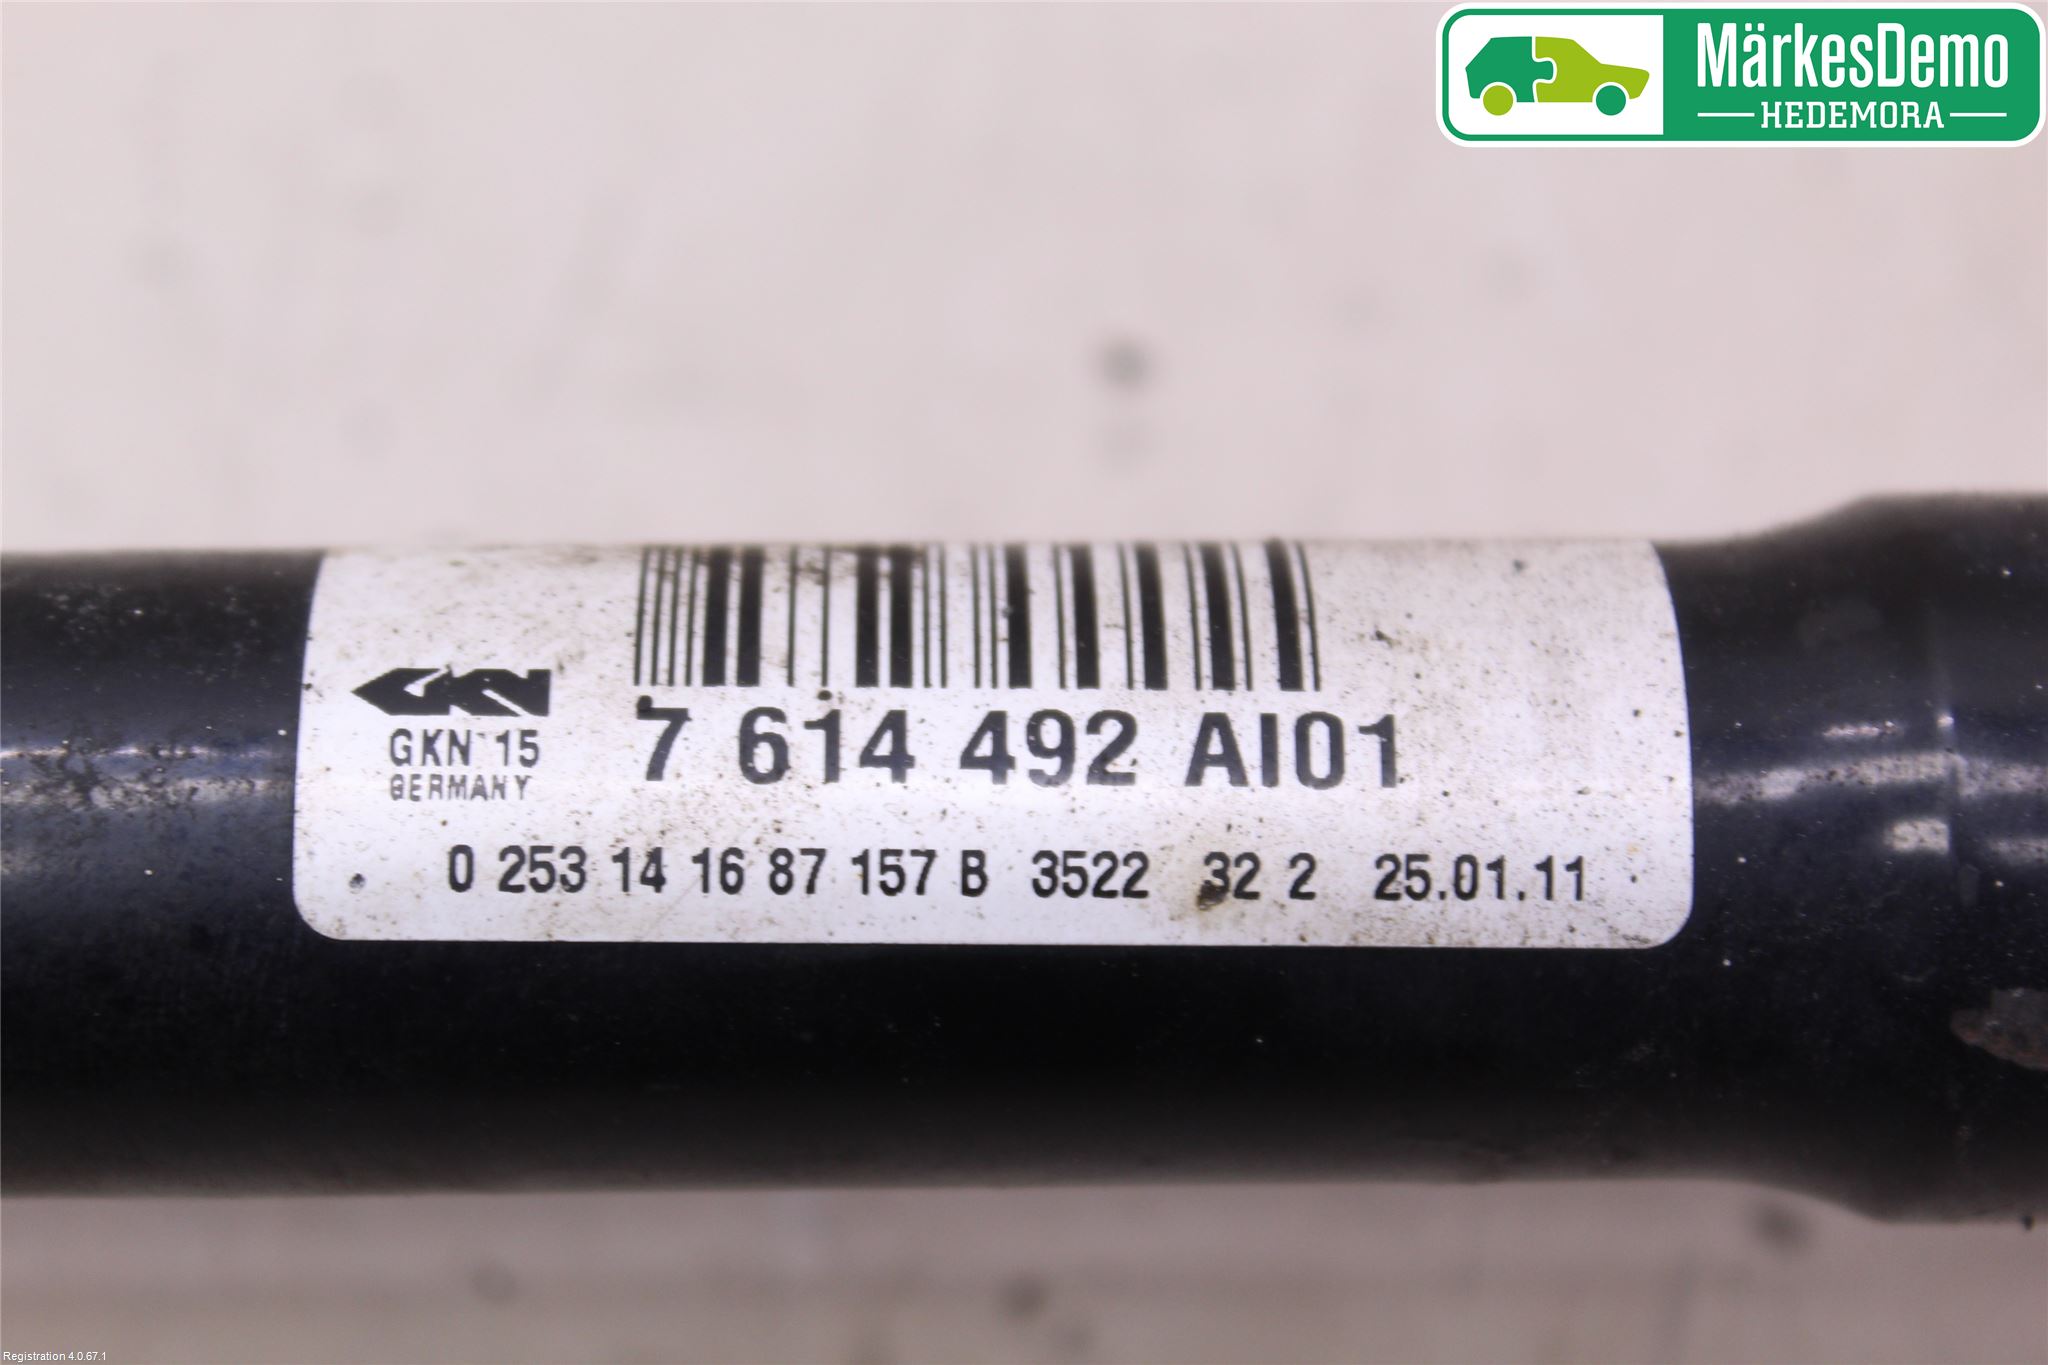 MärkesDemo
HEDEMORA
GKN
GKN 15
GERMANY
7 614 492 AI01
0 253 14 16 87 157 B 3522 32 2 25.01.11
Registration 4.0.67.1